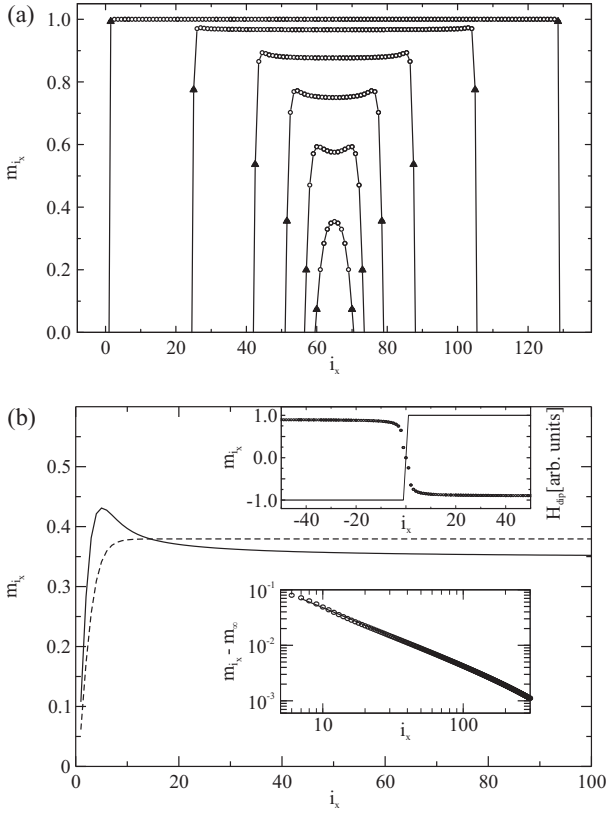 (a)
1.0
0.8
0.6
0.4
0.2
0.0
m_{i_x}
0 20 40 60 80 100 120
i_x
(b)
0.5
0.4
0.3
0.2
0.1
0
m_{i_x}
0 20 40 60 80 100
i_x
1.0
0.0
-1.0
m_{i_x}
H_{dip}[arb. units]
-40 -20 0 20 40
i_x
10^{-1}
10^{-2}
10^{-3}
m_{i_x} - m_∞
10 100
i_x